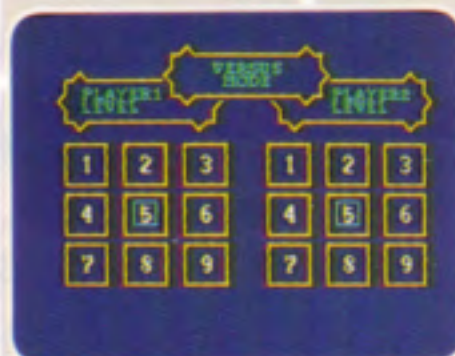 VERSUS
MODE
PLAYER1
LEVEL
PLAYER2
LEVEL
1 2 3 1 2 3
4 5 6 4 5 6
7 8 9 7 8 9